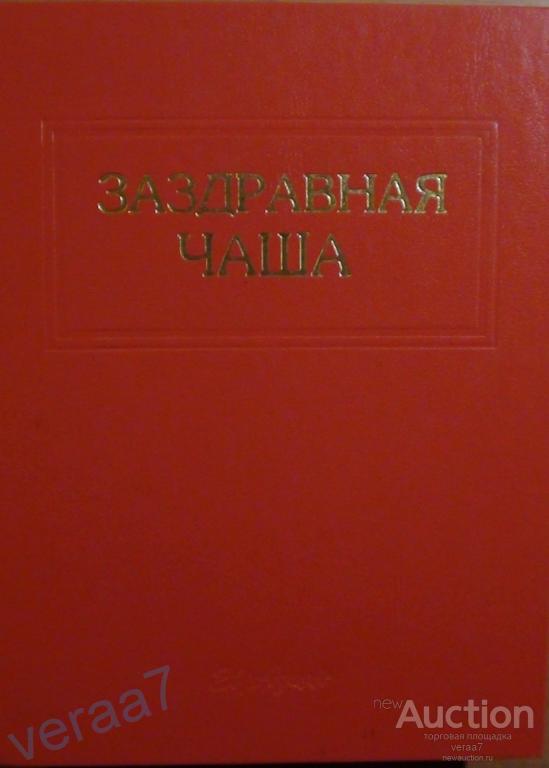 ЗАЗДРАВНАЯ
ЧАША
veraa7
newAuction
торговая площадка
veraa7
newauction.ru